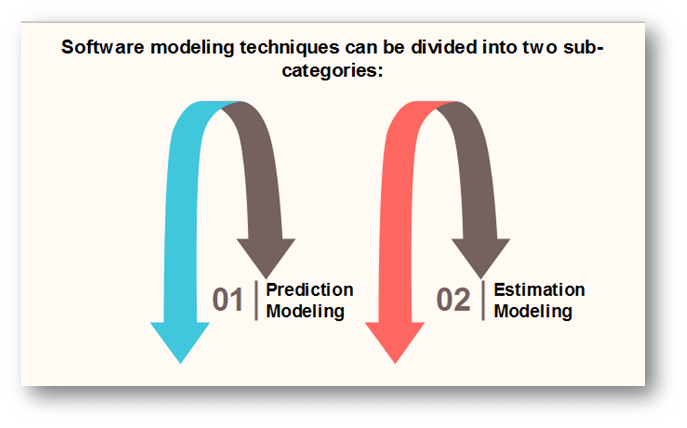 Software modeling techniques can be divided into two sub-
categories:
01
Prediction
Modeling
02
Estimation
Modeling